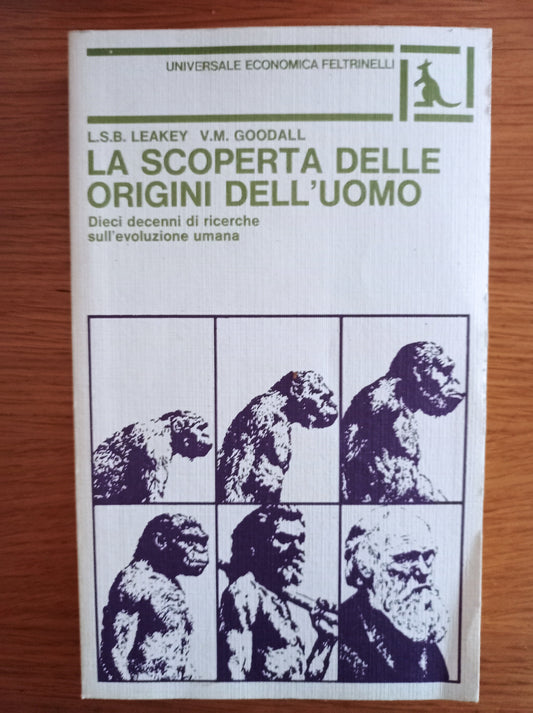 UNIVERSALE ECONOMICA FELTRINELLI
L.S.B. LEAKEY V.M. GOODALL
LA SCOPERTA DELLE
ORIGINI DELL'UOMO
Dieci decenni di ricerche
sull'evoluzione umana